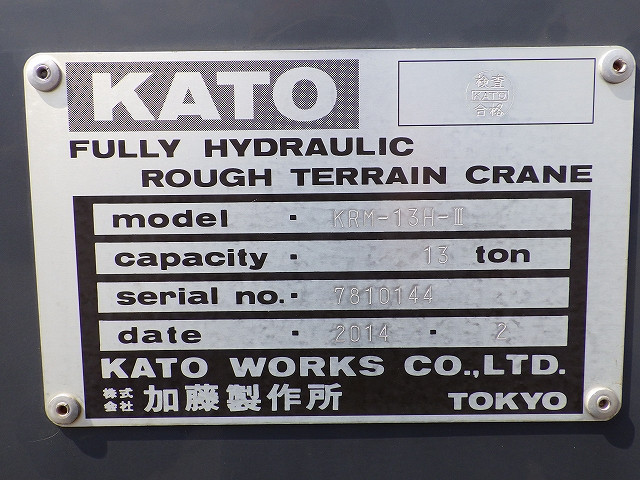 KATO
検査
KATO
合格
FULLY HYDRAULIC
ROUGH TERRAIN CRANE
model · KRM-13H-Ⅲ
capacity · 13 ton
serial no. · 7810144
date · 2014 · 2
KATO WORKS CO.,LTD.
株式会社 加藤製作所 TOKYO